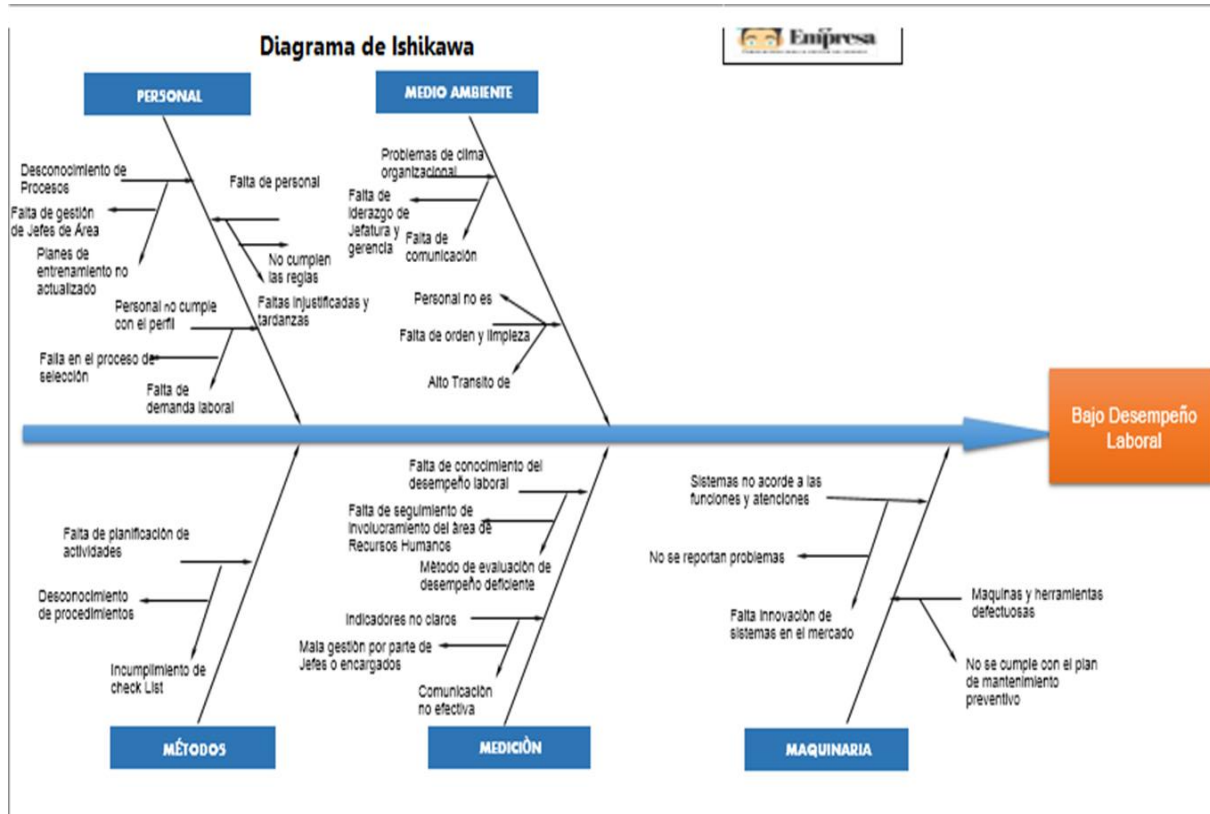 Diagrama de Ishikawa
Empresa
PERSONAL
MEDIO AMBIENTE
Desconocimiento de
Procesos
Falta de gestión
de Jefes de Área
Planes de
entrenamiento no
actualizado
Falta de personal
No cumplen
las reglas
Faltas injustificadas y
tardanzas
Personal no cumple
con el perfil
Falla en el proceso de
selección
Falta de
demanda laboral
Problemas de clima
organizacional
Falta de
liderazgo de
Jefatura y
gerencia
Falta de
comunicación
Personal no es
Falta de orden y limpieza
Alto Transito de
Bajo Desempeño
Laboral
Falta de planificación de
actividades
Desconocimiento
de procedimientos
Incumplimiento de
check List
Falta de conocimiento del
desempeño laboral
Falta de seguimiento de
involucramiento del área de
Recursos Humanos
Método de evaluación de
desempeño deficiente
Indicadores no claros
Mala gestión por parte de
Jefes o encargados
Comunicación
no efectiva
Sistemas no acorde a las
funciones y atenciones
No se reportan problemas
Falta innovación de
sistemas en el mercado
Maquinas y herramientas
defectuosas
No se cumple con el plan
de mantenimiento
preventivo
MÉTODOS
MEDICIÒN
MAQUINARIA